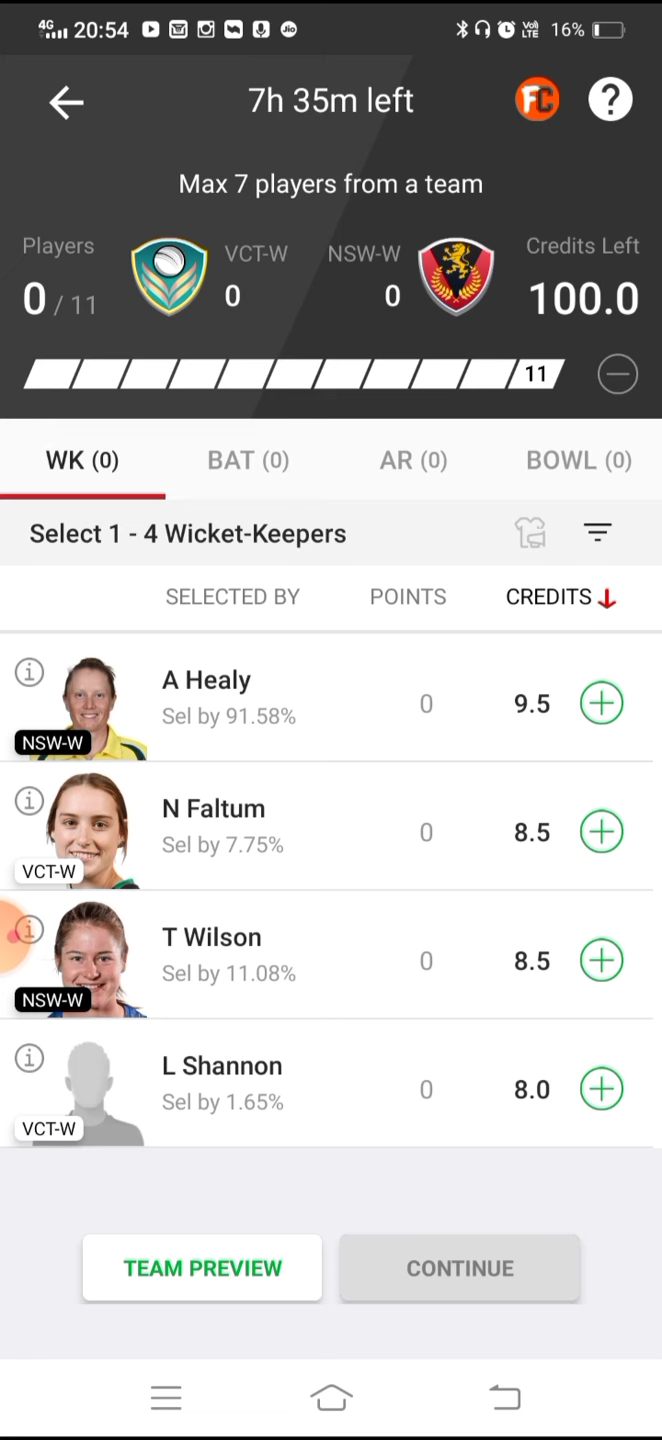 4G 20:54 Jio VoI) LTE 16%
7h 35m left FC ?
Max 7 players from a team
Players VCT-W NSW-W Credits Left
0 / 11 0 0 100.0
11
WK (0) BAT (0) AR (0) BOWL (0)
Select 1 - 4 Wicket-Keepers
SELECTED BY POINTS CREDITS
A Healy
Sel by 91.58% 0 9.5
NSW-W
N Faltum
Sel by 7.75% 0 8.5
VCT-W
T Wilson
Sel by 11.08% 0 8.5
NSW-W
L Shannon
Sel by 1.65% 0 8.0
VCT-W
TEAM PREVIEW CONTINUE